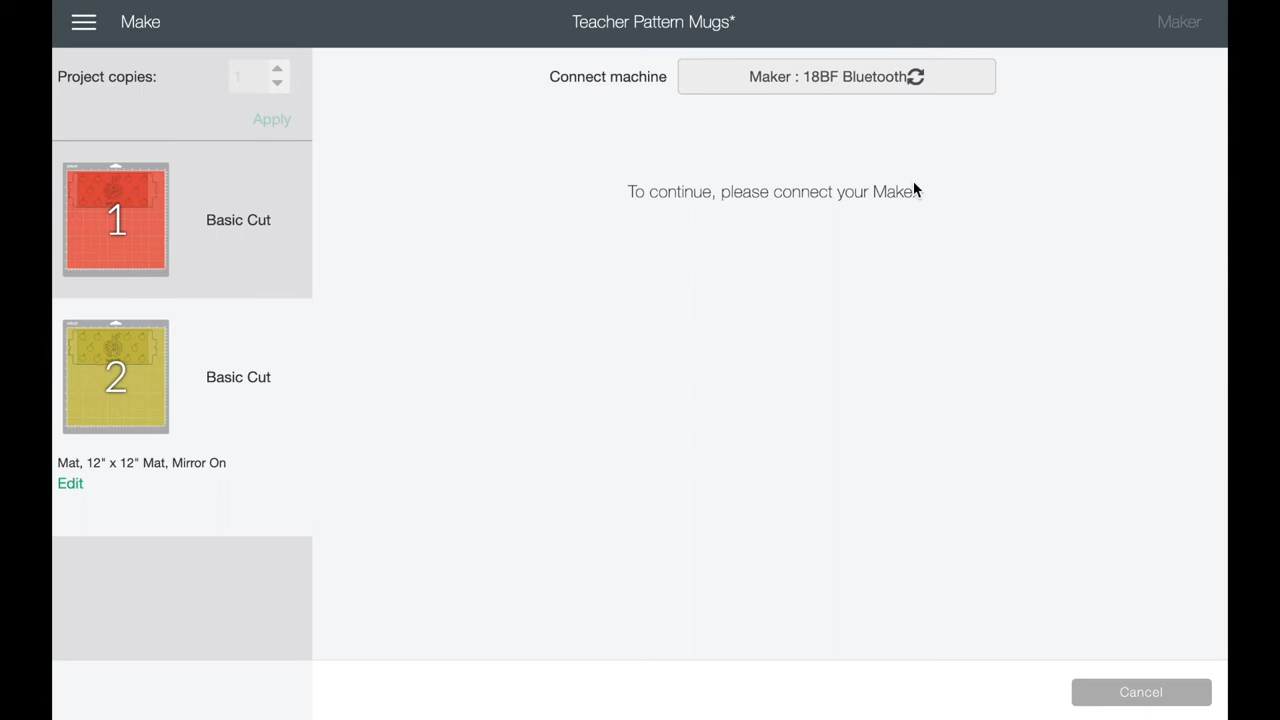 Make
Teacher Pattern Mugs*
Maker
Project copies:
1
Apply
Connect machine
Maker : 18BF Bluetooth
To continue, please connect your Make
1
Basic Cut
2
Basic Cut
Mat, 12" x 12" Mat, Mirror On
Edit
Cancel